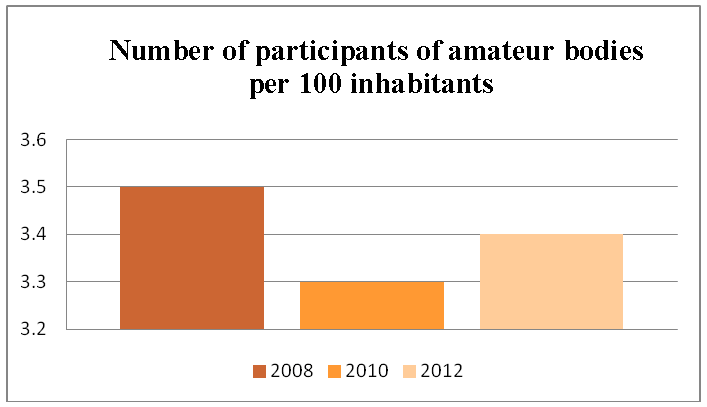 Number of participants of amateur bodies
per 100 inhabitants
3.6
3.5
3.4
3.3
3.2
2008 2010 2012